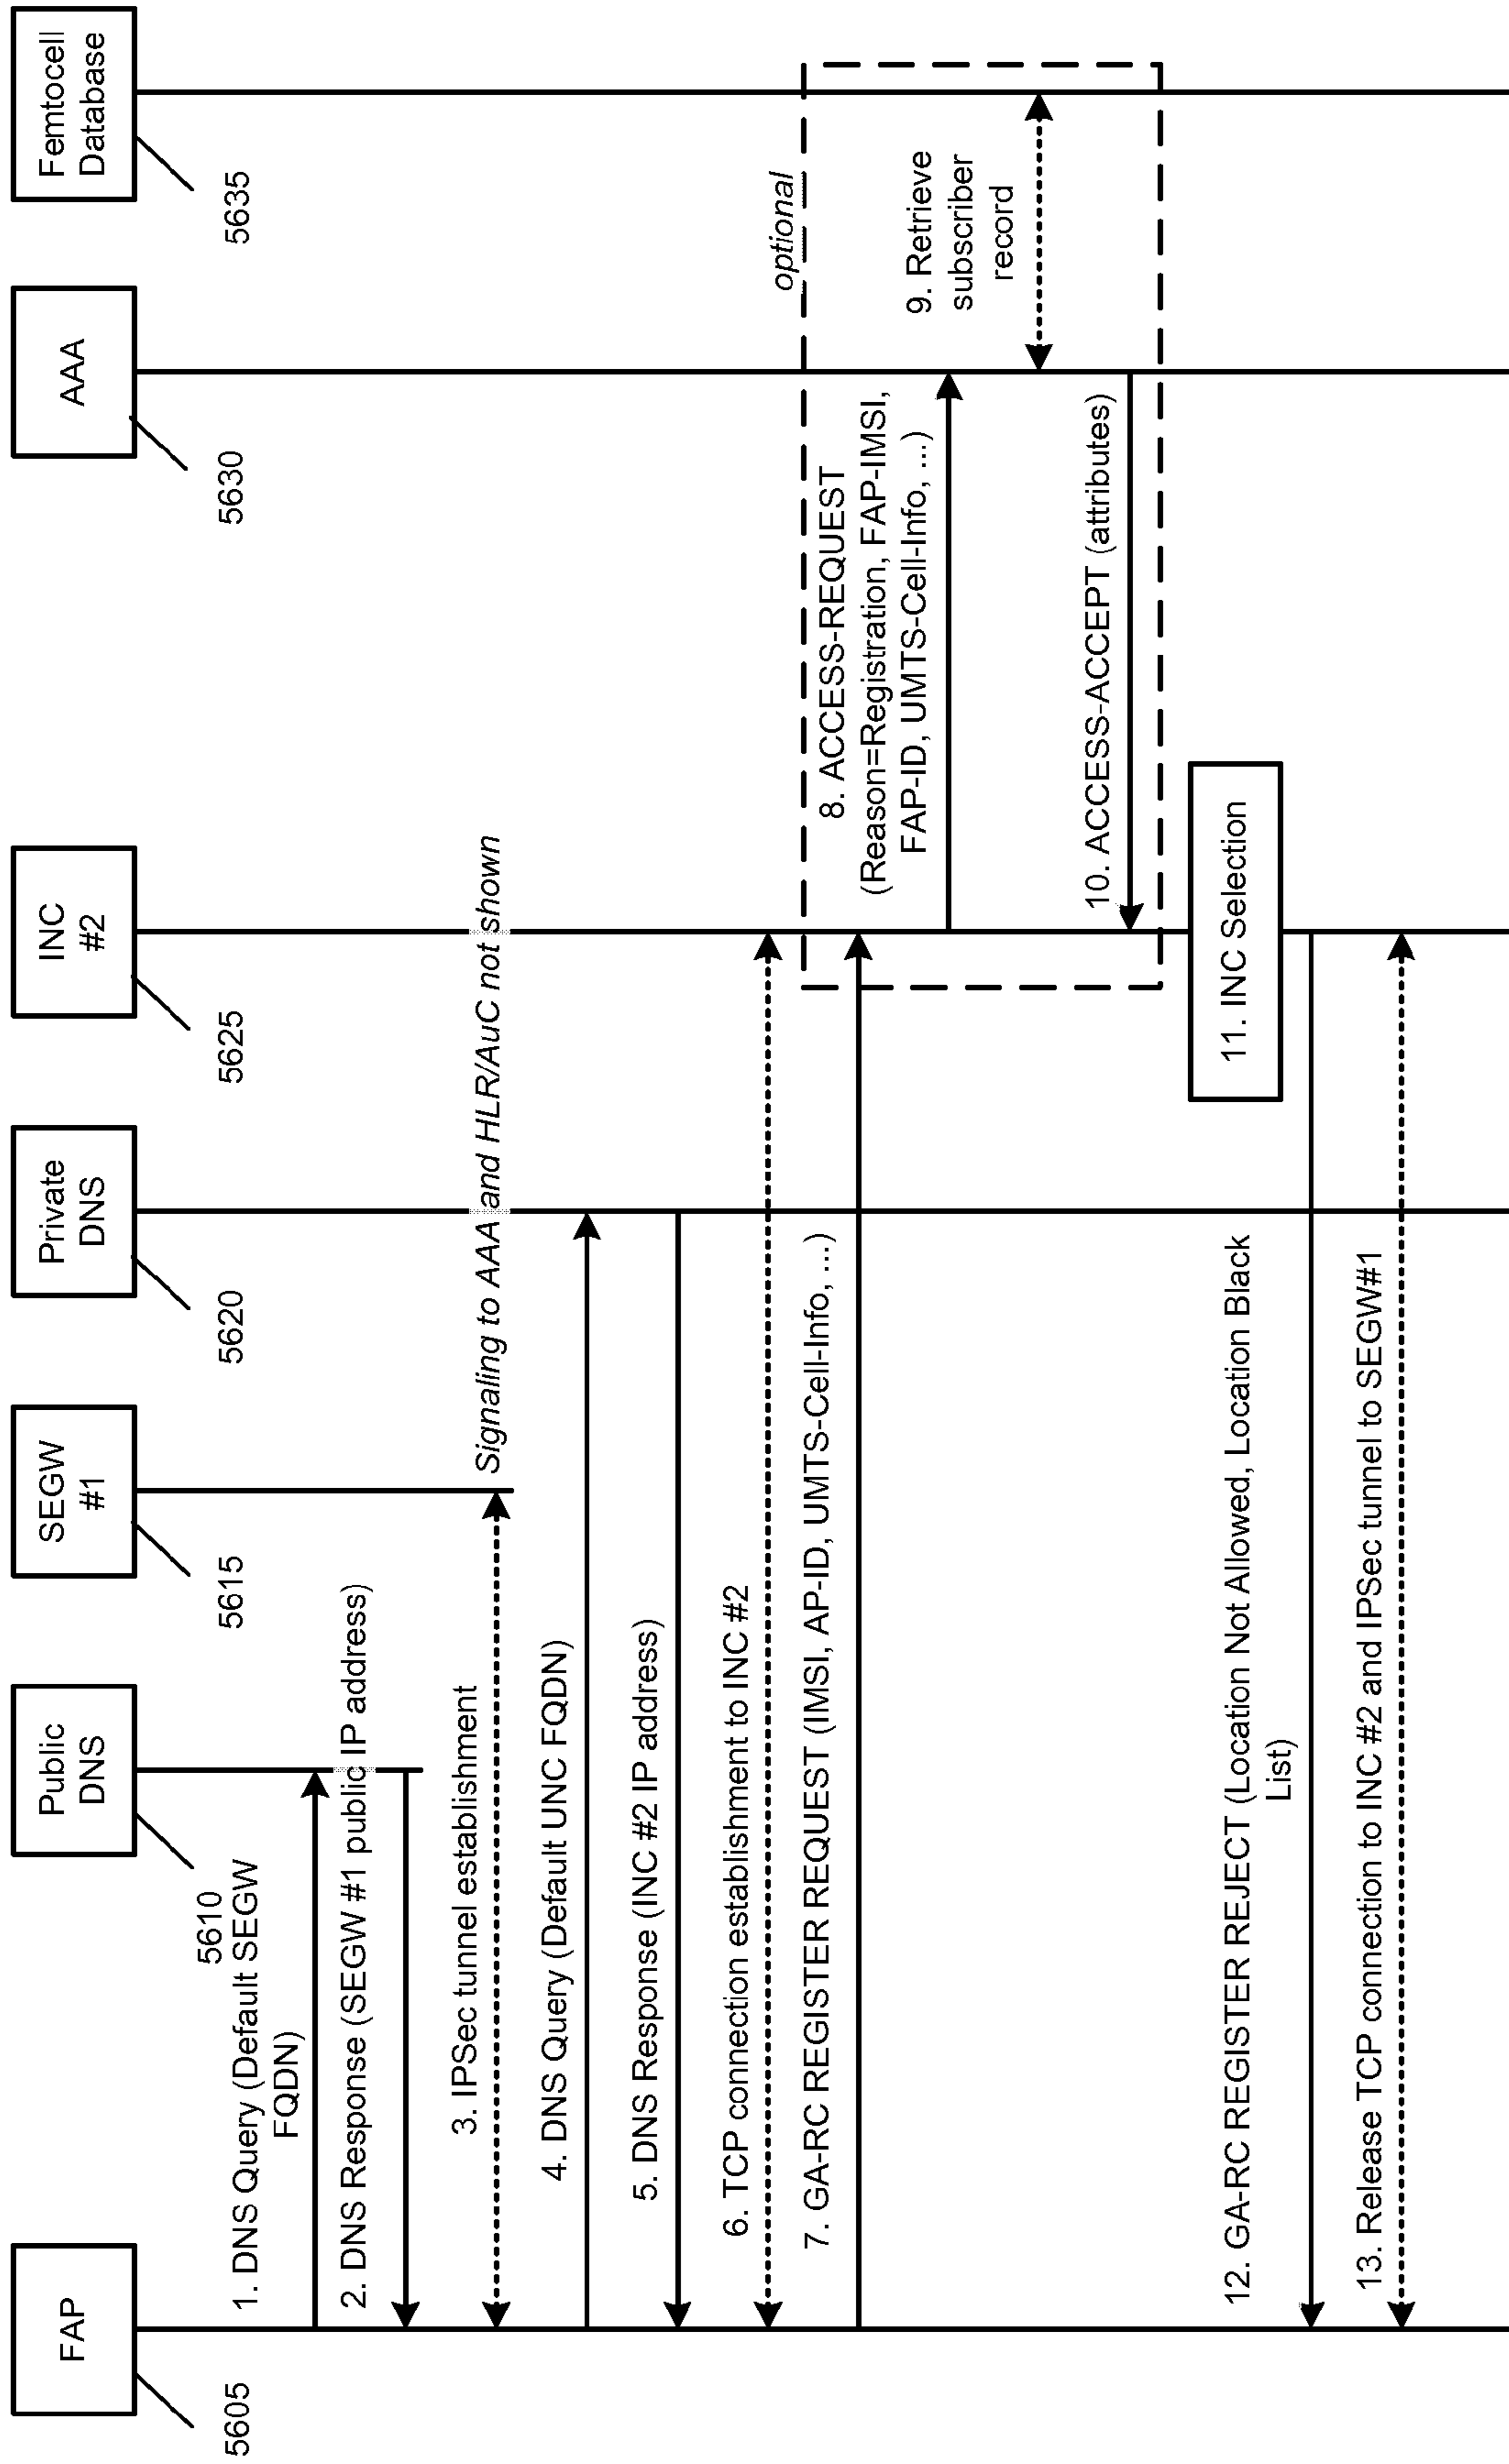 FAP
Public
DNS
SEGW
#1
Private
DNS
INC
#2
AAA
Femtocell
Database
5605
5610
5615
5620
5625
5630
5635
1. DNS Query (Default SEGW
FQDN)
2. DNS Response (SEGW #1 public IP address)
3. IPSec tunnel establishment
Signaling to AAA and HLR/AuC not shown
4. DNS Query (Default UNC FQDN)
5. DNS Response (INC #2 IP address)
6. TCP connection establishment to INC #2
7. GA-RC REGISTER REQUEST (IMSI, AP-ID, UMTS-Cell-Info, ...)
optional
8. ACCESS-REQUEST
(Reason=Registration, FAP-IMSI,
FAP-ID, UMTS-Cell-Info, ...)
9. Retrieve
subscriber
record
10. ACCESS-ACCEPT (attributes)
11. INC Selection
12. GA-RC REGISTER REJECT (Location Not Allowed, Location Black
List)
13. Release TCP connection to INC #2 and IPSec tunnel to SEGW#1